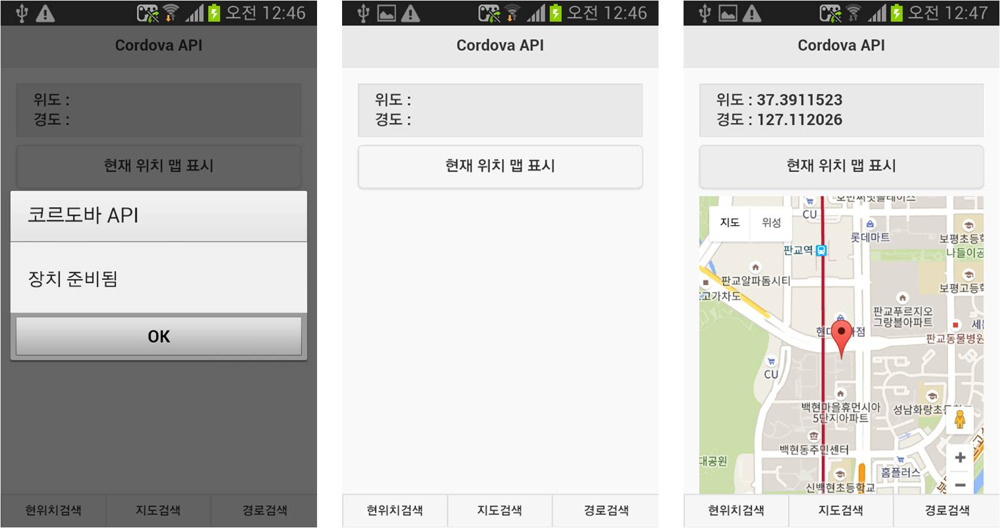 오전 12:46
Cordova API
위도 :
경도 :
현재 위치 맵 표시
코르도바 API
장치 준비됨
OK
현위치검색
지도검색
경로검색
오전 12:46
Cordova API
위도 :
경도 :
현재 위치 맵 표시
현위치검색
지도검색
경로검색
오전 12:47
Cordova API
위도 : 37.3911523
경도 : 127.112026
현재 위치 맵 표시
지도
위성
CU
롯데마트
보평초등학
나들이공
판교역
판교알파돔시티
고가차도
보평고등학
판교푸르지오
그랑블아파트
판교동물병원
CU
백현마을휴먼시아
5단지아파트
성남화랑초등학
백현동주민센터
대공원
홈플러스
신백현초등학교
+
−
현위치검색
지도검색
경로검색